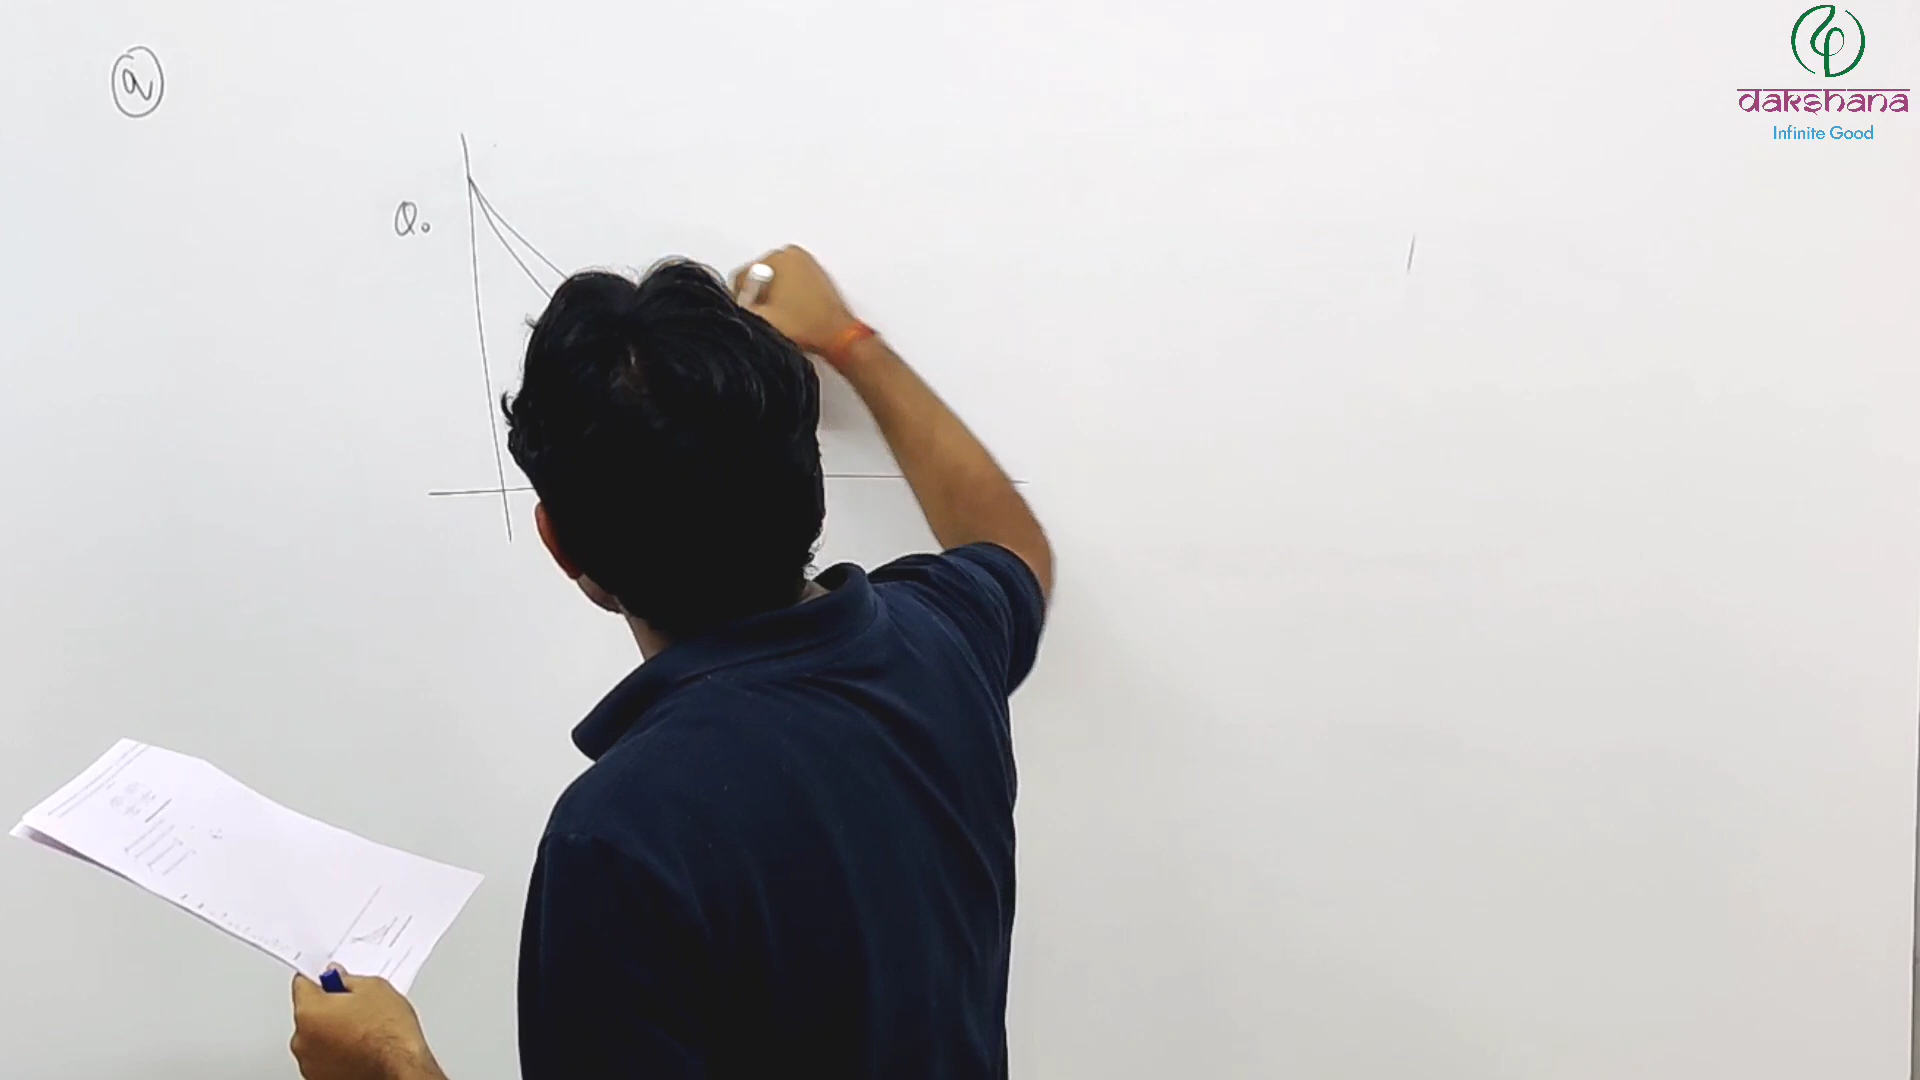 a
Q₀
dakshana
Infinite Good